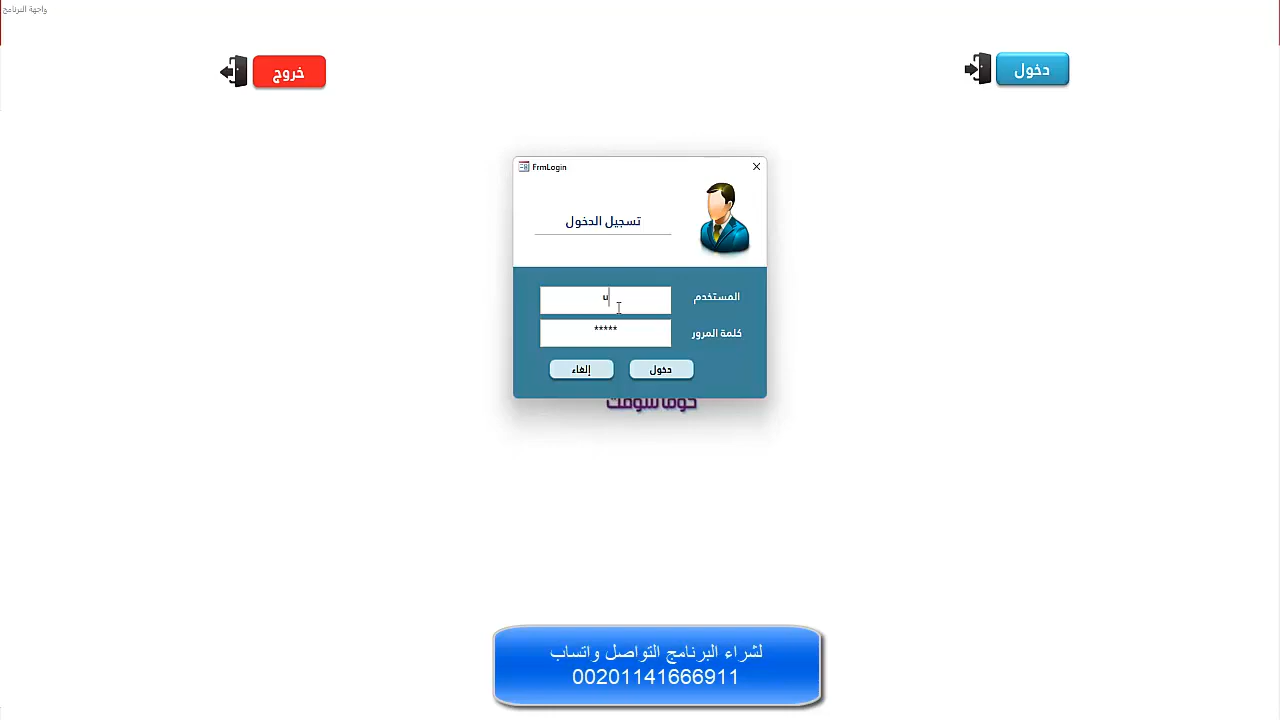 واجهة البرنامج
دخول
خروج
FrmLogin
تسجيل الدخول
المستخدم
u
كلمة المرور
*****
دخول
إلغاء
لشراء البرنامج التواصل واتساب
00201141666911